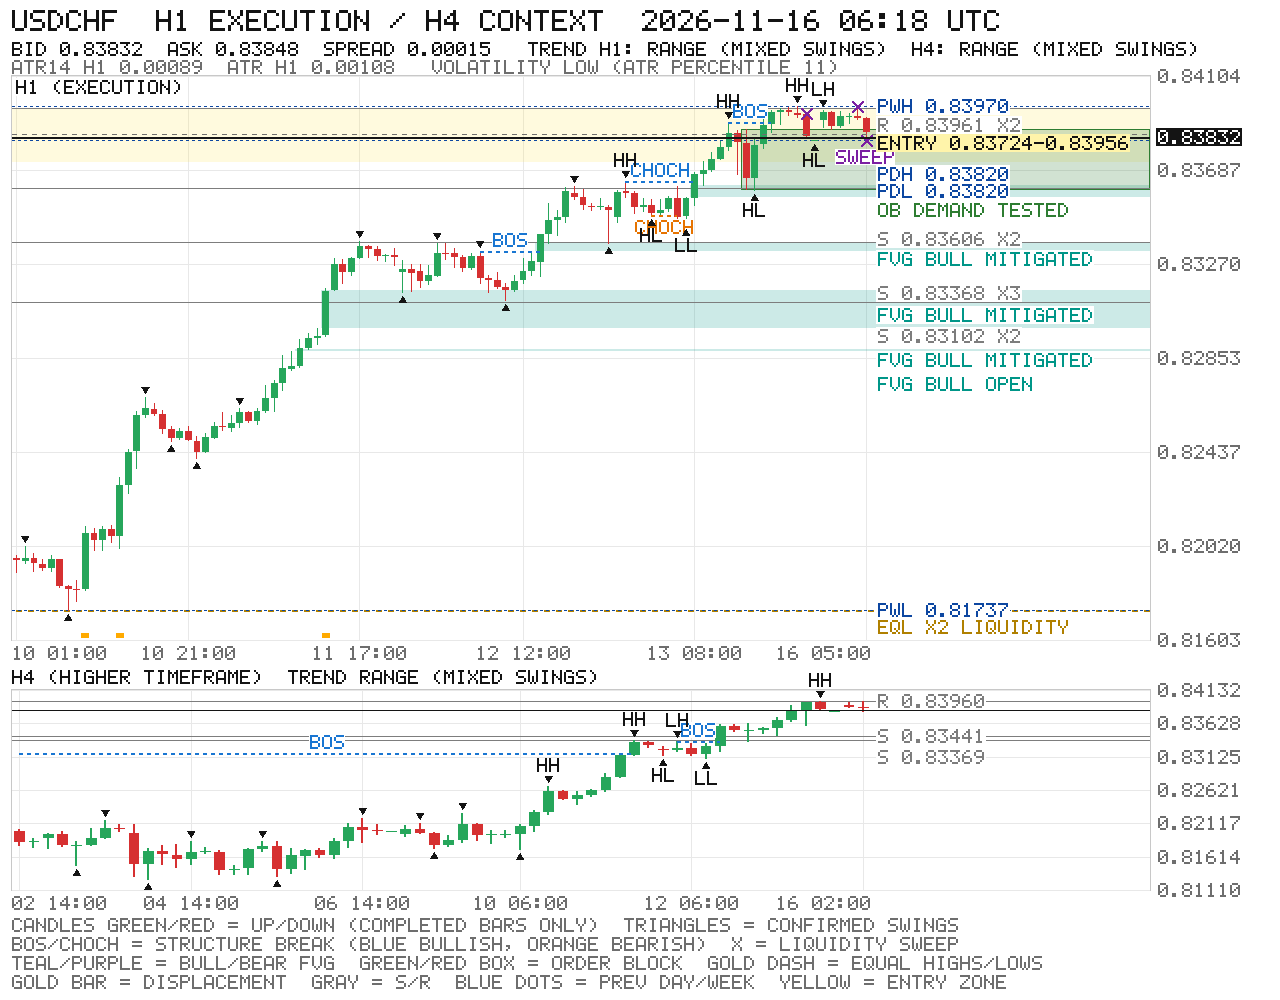 USDCHF  H1 EXECUTION / H4 CONTEXT  2026-11-16 06:18 UTC
BID 0.83832  ASK 0.83848  SPREAD 0.00015  TREND H1: RANGE (MIXED SWINGS)  H4: RANGE (MIXED SWINGS)
ATR14 H1 0.00089  ATR H1 0.00108  VOLATILITY LOW (ATR PERCENTILE 11)
0.84104
H1 (EXECUTION)
HH LH
HH BOS
PWH 0.83970
R 0.83961 X2
0.83832
ENTRY 0.83724-0.83956
HL SWEEP
HH CHOCH
0.83687
PDH 0.83820
PDL 0.83820
HL
OB DEMAND TESTED
CHOCH
HL LL
BOS
S 0.83606 X2
FVG BULL MITIGATED
0.83270
S 0.83368 X3
FVG BULL MITIGATED
S 0.83102 X2
0.82853
FVG BULL MITIGATED
FVG BULL OPEN
0.82437
0.82020
PWL 0.81737
EQL X2 LIQUIDITY
0.81603
10 01:00  10 21:00  11 17:00  12 12:00  13 08:00  16 05:00
H4 (HIGHER TIMEFRAME)  TREND RANGE (MIXED SWINGS)
HH
0.84132
R 0.83960
HH LH BOS
0.83628
BOS
S 0.83441
S 0.83369
0.83125
HH HL LL
0.82621
0.82117
0.81614
0.81110
02 14:00  04 14:00  06 14:00  10 06:00  12 06:00  16 02:00
CANDLES GREEN/RED = UP/DOWN (COMPLETED BARS ONLY)  TRIANGLES = CONFIRMED SWINGS
BOS/CHOCH = STRUCTURE BREAK (BLUE BULLISH, ORANGE BEARISH)  X = LIQUIDITY SWEEP
TEAL/PURPLE = BULL/BEAR FVG  GREEN/RED BOX = ORDER BLOCK  GOLD DASH = EQUAL HIGHS/LOWS
GOLD BAR = DISPLACEMENT  GRAY = S/R  BLUE DOTS = PREV DAY/WEEK  YELLOW = ENTRY ZONE